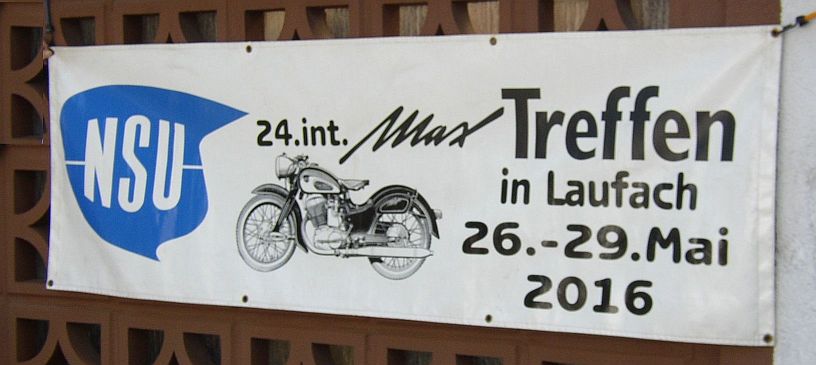 NSU
24.int. Max Treffen
in Laufach
26.-29.Mai
2016